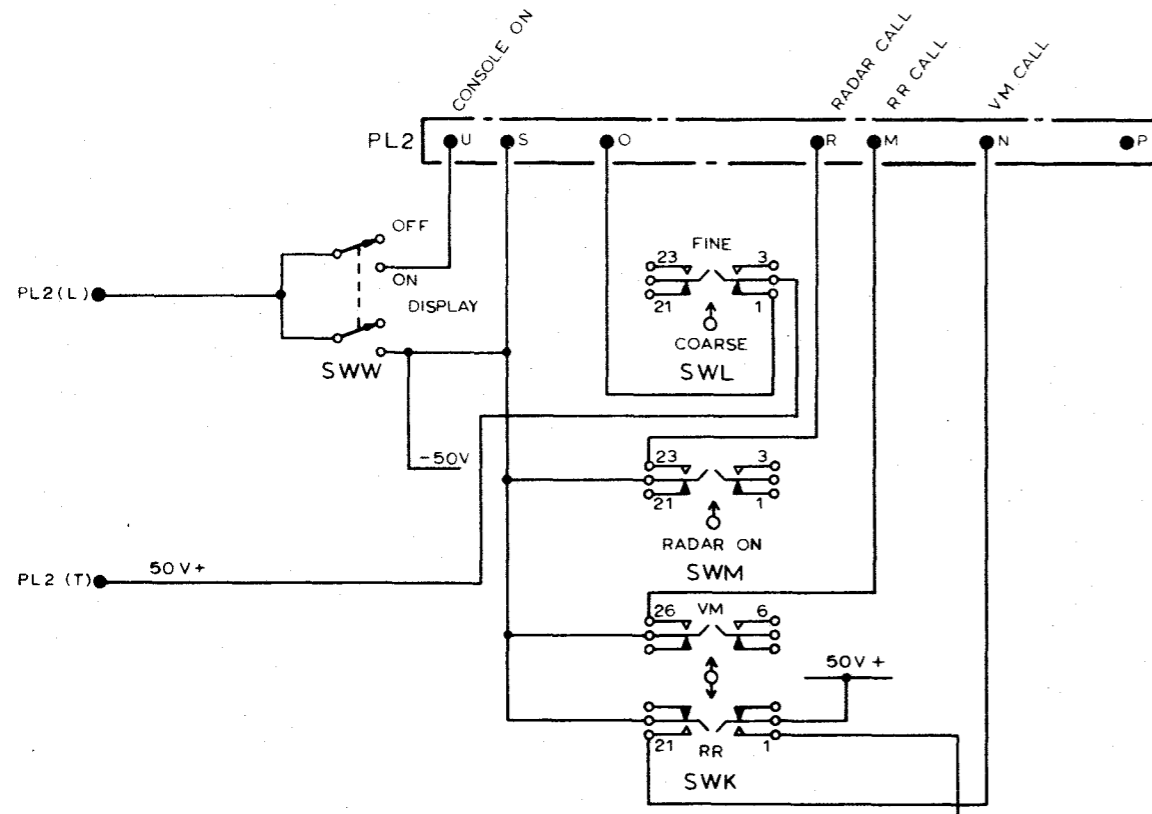 CONSOLE ON
RADAR CALL
RR CALL
VM CALL
PL2
U
S
O
R
M
N
P
OFF
ON
DISPLAY
SWW
PL2(L)
FINE
23
3
21
1
COARSE
SWL
-50V
23
3
21
1
RADAR ON
SWM
PL2 (T)
50V+
26
VM
6
50V+
21
RR
1
SWK